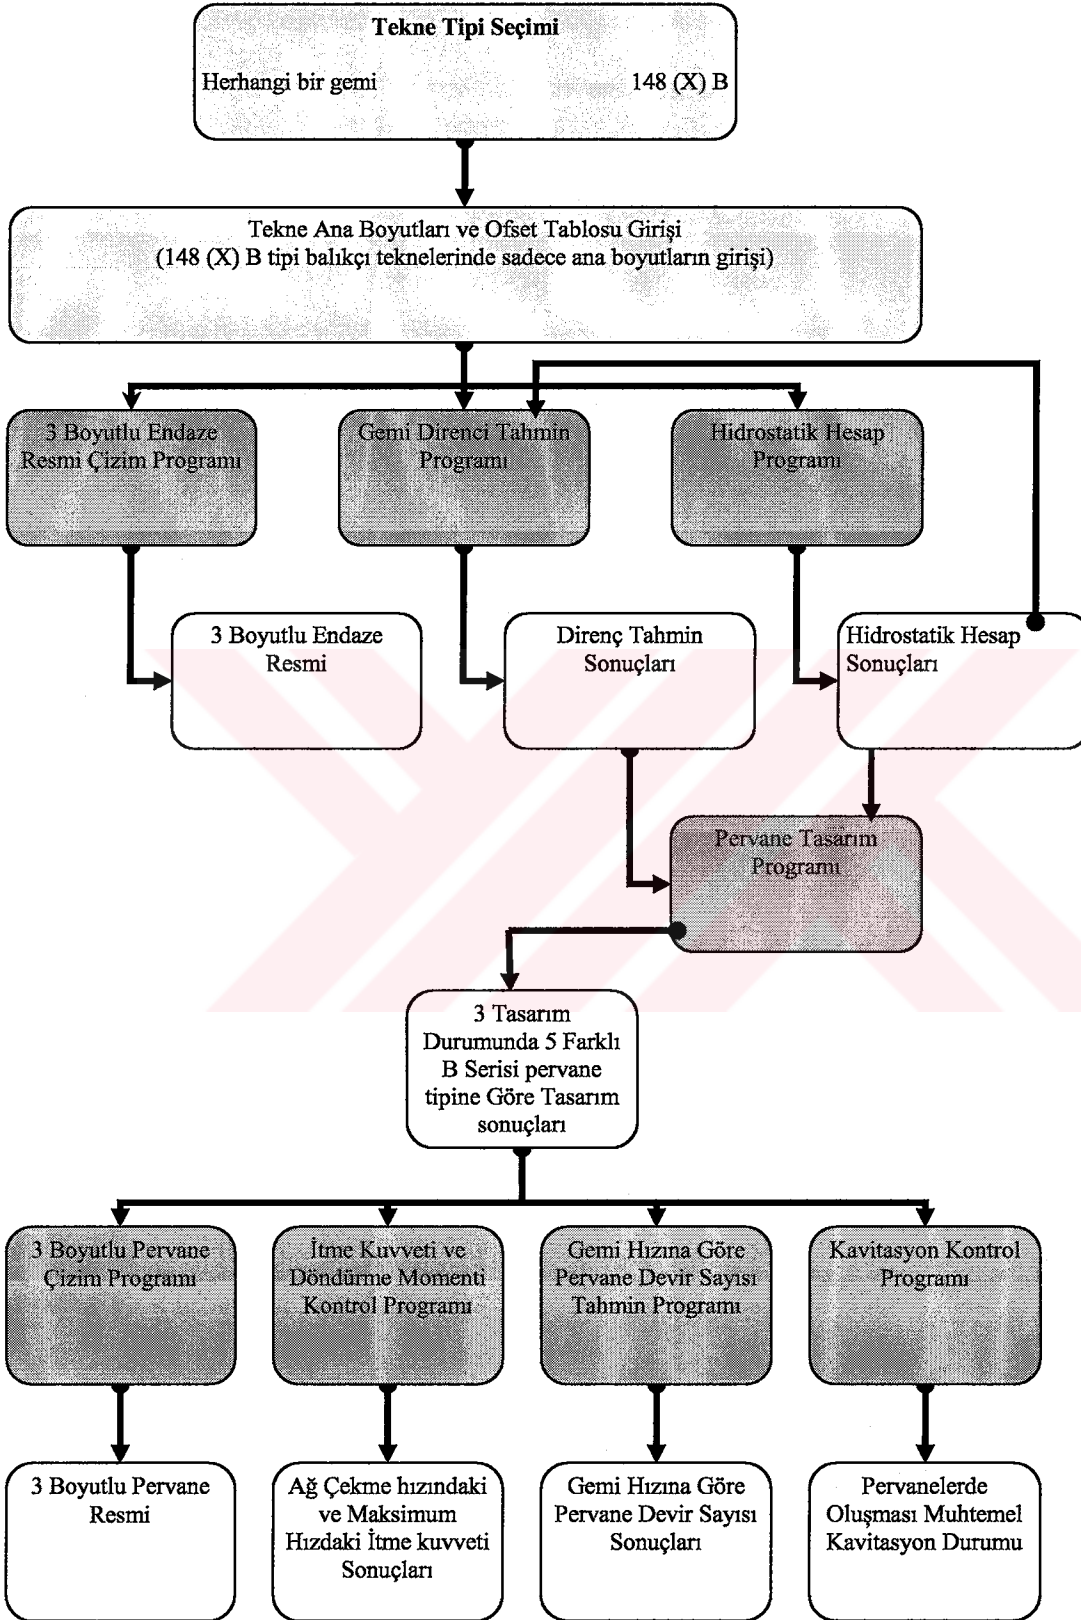 Tekne Tipi Seçimi
Herhangi bir gemi 148 (X) B
Tekne Ana Boyutları ve Ofset Tablosu Girişi
(148 (X) B tipi balıkçı teknelerinde sadece ana boyutların girişi)
3 Boyutlu Endaze
Resmi Çizim Programı
Gemi Direnci Tahmin
Programı
Hidrostatik Hesap
Programı
3 Boyutlu Endaze
Resmi
Direnç Tahmin
Sonuçları
Hidrostatik Hesap
Sonuçları
Pervane Tasarım
Programı
3 Tasarım
Durumunda 5 Farklı
B Serisi pervane
tipine Göre Tasarım
sonuçları
3 Boyutlu Pervane
Çizim Programı
İtme Kuvveti ve
Döndürme Momenti
Kontrol Programı
Gemi Hızına Göre
Pervane Devir Sayısı
Tahmin Programı
Kavitasyon Kontrol
Programı
3 Boyutlu Pervane
Resmi
Ağ Çekme hızındaki
ve Maksimum
Hızdaki İtme kuvveti
Sonuçları
Gemi Hızına Göre
Pervane Devir Sayısı
Sonuçları
Pervanelerde
Oluşması Muhtemel
Kavitasyon Durumu